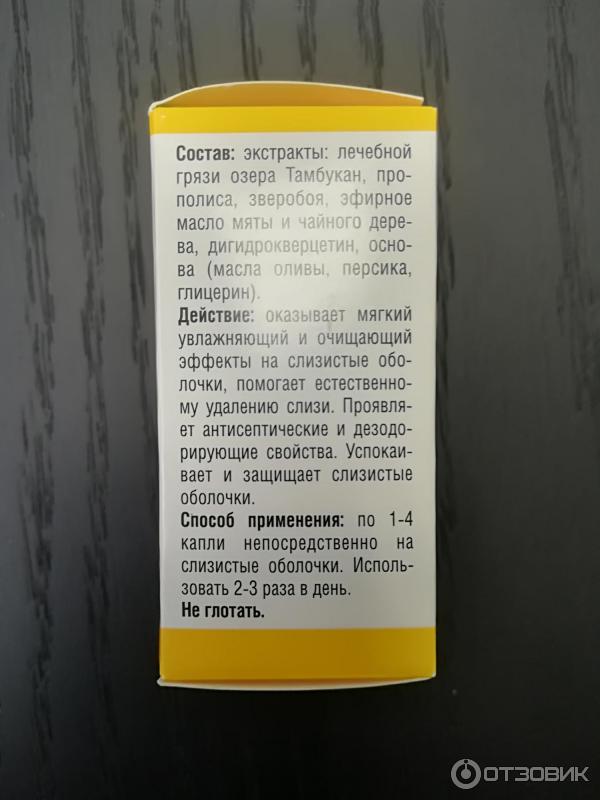 Состав: экстракты: лечебной
грязи озера Тамбукан, про-
полиса, зверобоя, эфирное
масло мяты и чайного дере-
ва, дигидрокверцетин, осно-
ва (масла оливы, персика,
глицерин).
Действие: оказывает мягкий
увлажняющий и очищающий
эффекты на слизистые обо-
лочки, помогает естественно-
му удалению слизи. Проявля-
ет антисептические и дезодо-
рирующие свойства. Успокаи-
вает и защищает слизистые
оболочки.
Способ применения: по 1-4
капли непосредственно на
слизистые оболочки. Исполь-
зовать 2-3 раза в день.
Не глотать.
ОТЗОВИК